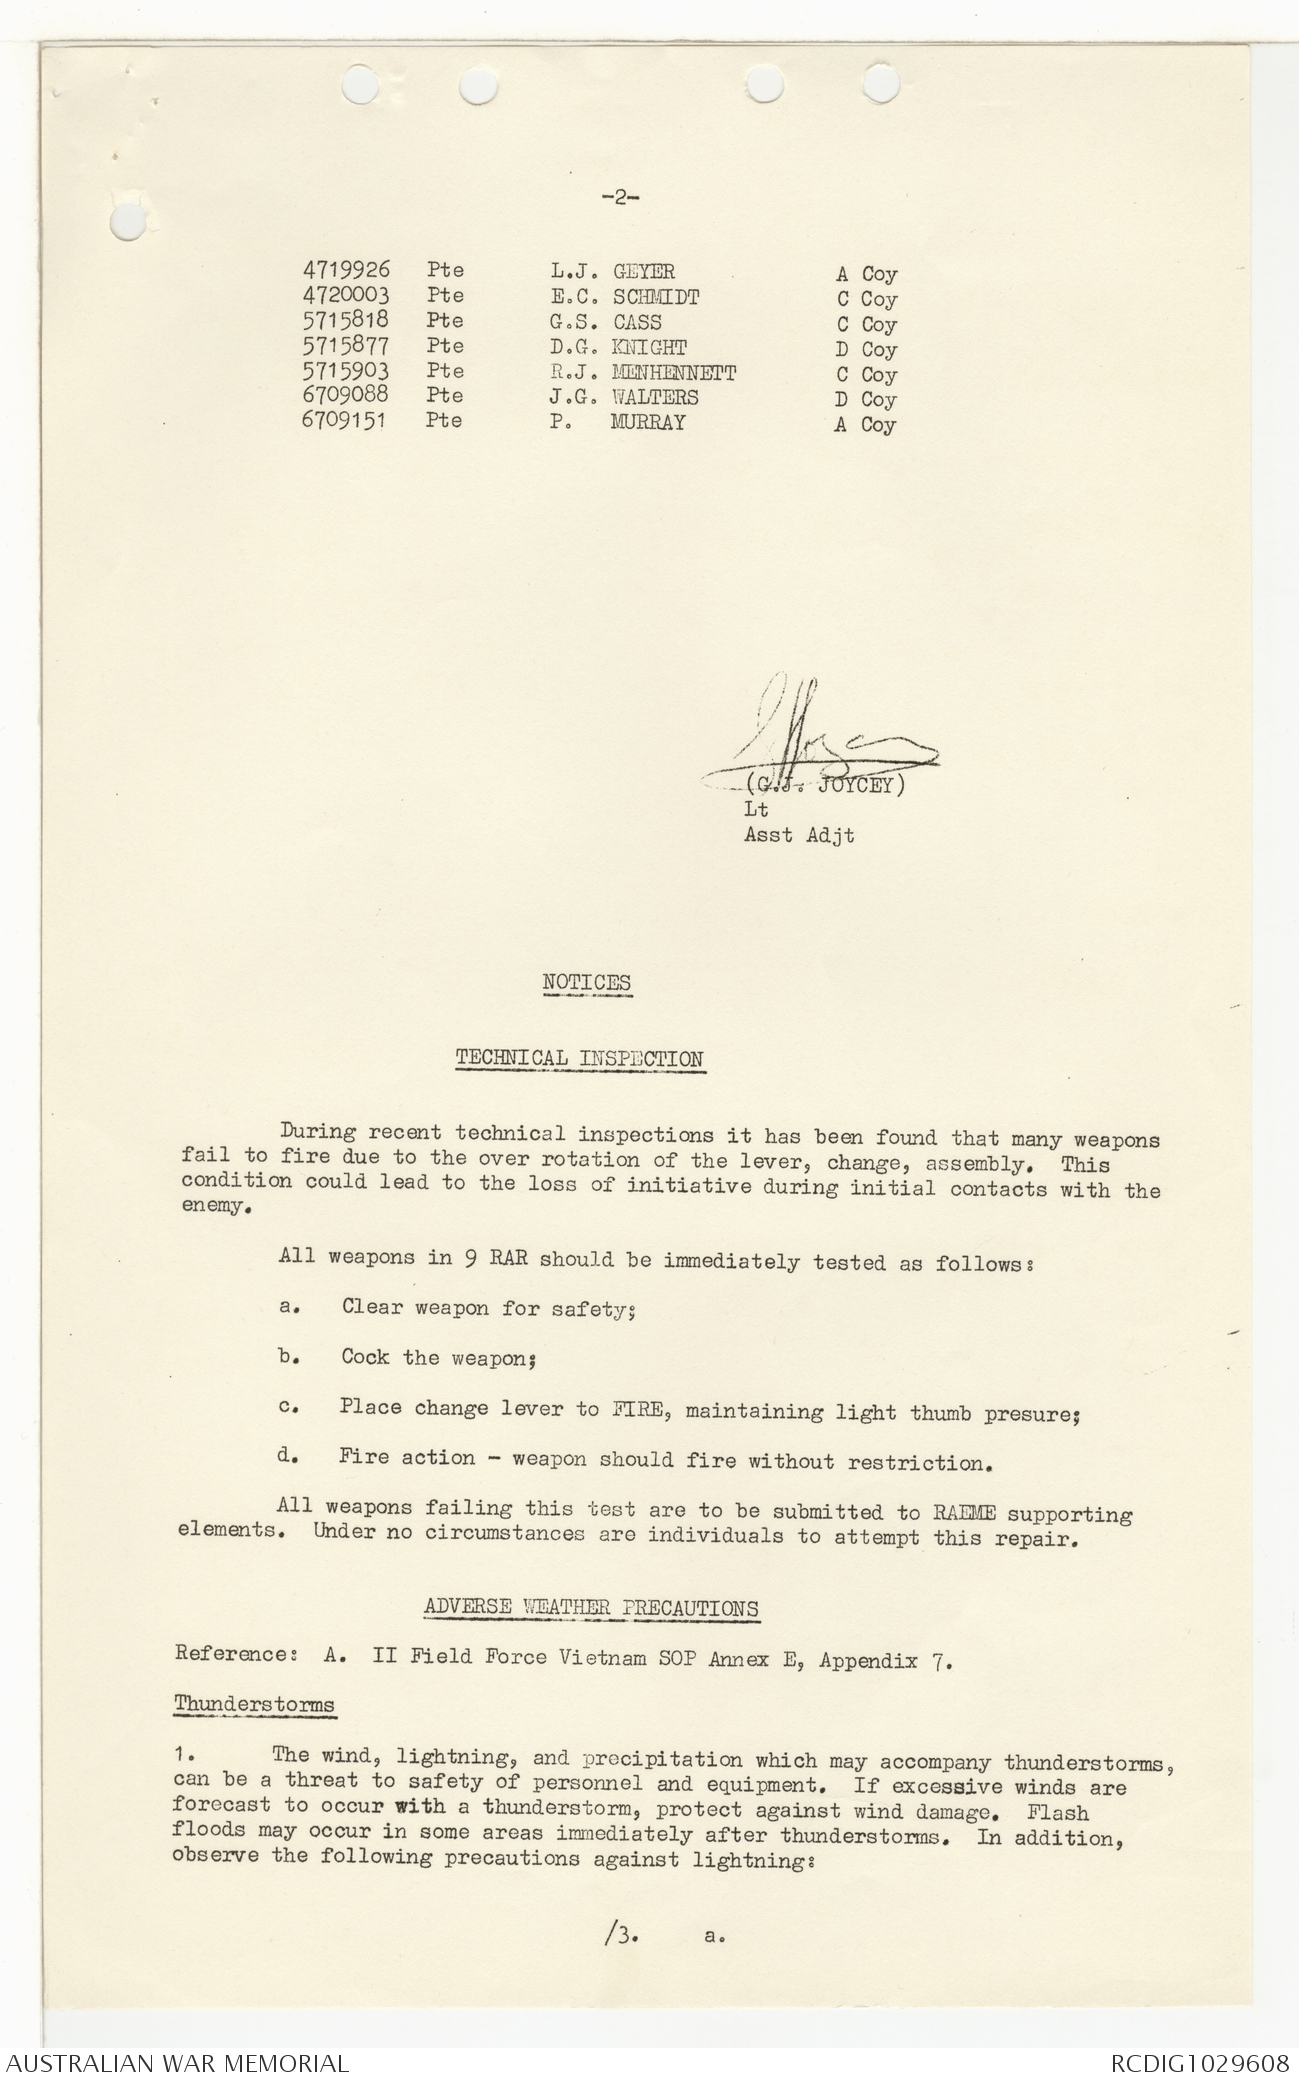 -2-
4719926 Pte L.J. GEYER A Coy
4720003 Pte E.C. SCHMIDT C Coy
5715818 Pte G.S. CASS C Coy
5715877 Pte D.G. KNIGHT D Coy
5715903 Pte R.J. MENHENNETT C Coy
6709088 Pte J.G. WALTERS D Coy
6709151 Pte P. MURRAY A Coy
(G.J. JOYCEY)
Lt
Asst Adjt
NOTICES
TECHNICAL INSPECTION
During recent technical inspections it has been found that many weapons
fail to fire due to the over rotation of the lever, change, assembly. This
condition could lead to the loss of initiative during initial contacts with the
enemy.
All weapons in 9 RAR should be immediately tested as follows:
a. Clear weapon for safety;
b. Cock the weapon;
c. Place change lever to FIRE, maintaining light thumb presure;
d. Fire action - weapon should fire without restriction.
All weapons failing this test are to be submitted to RAEME supporting
elements. Under no circumstances are individuals to attempt this repair.
ADVERSE WEATHER PRECAUTIONS
Reference: A. II Field Force Vietnam SOP Annex E, Appendix 7.
Thunderstorms
1. The wind, lightning, and precipitation which may accompany thunderstorms,
can be a threat to safety of personnel and equipment. If excessive winds are
forecast to occur with a thunderstorm, protect against wind damage. Flash
floods may occur in some areas immediately after thunderstorms. In addition,
observe the following precautions against lightning:
/3. a.
AUSTRALIAN WAR MEMORIAL RCDIG1029608